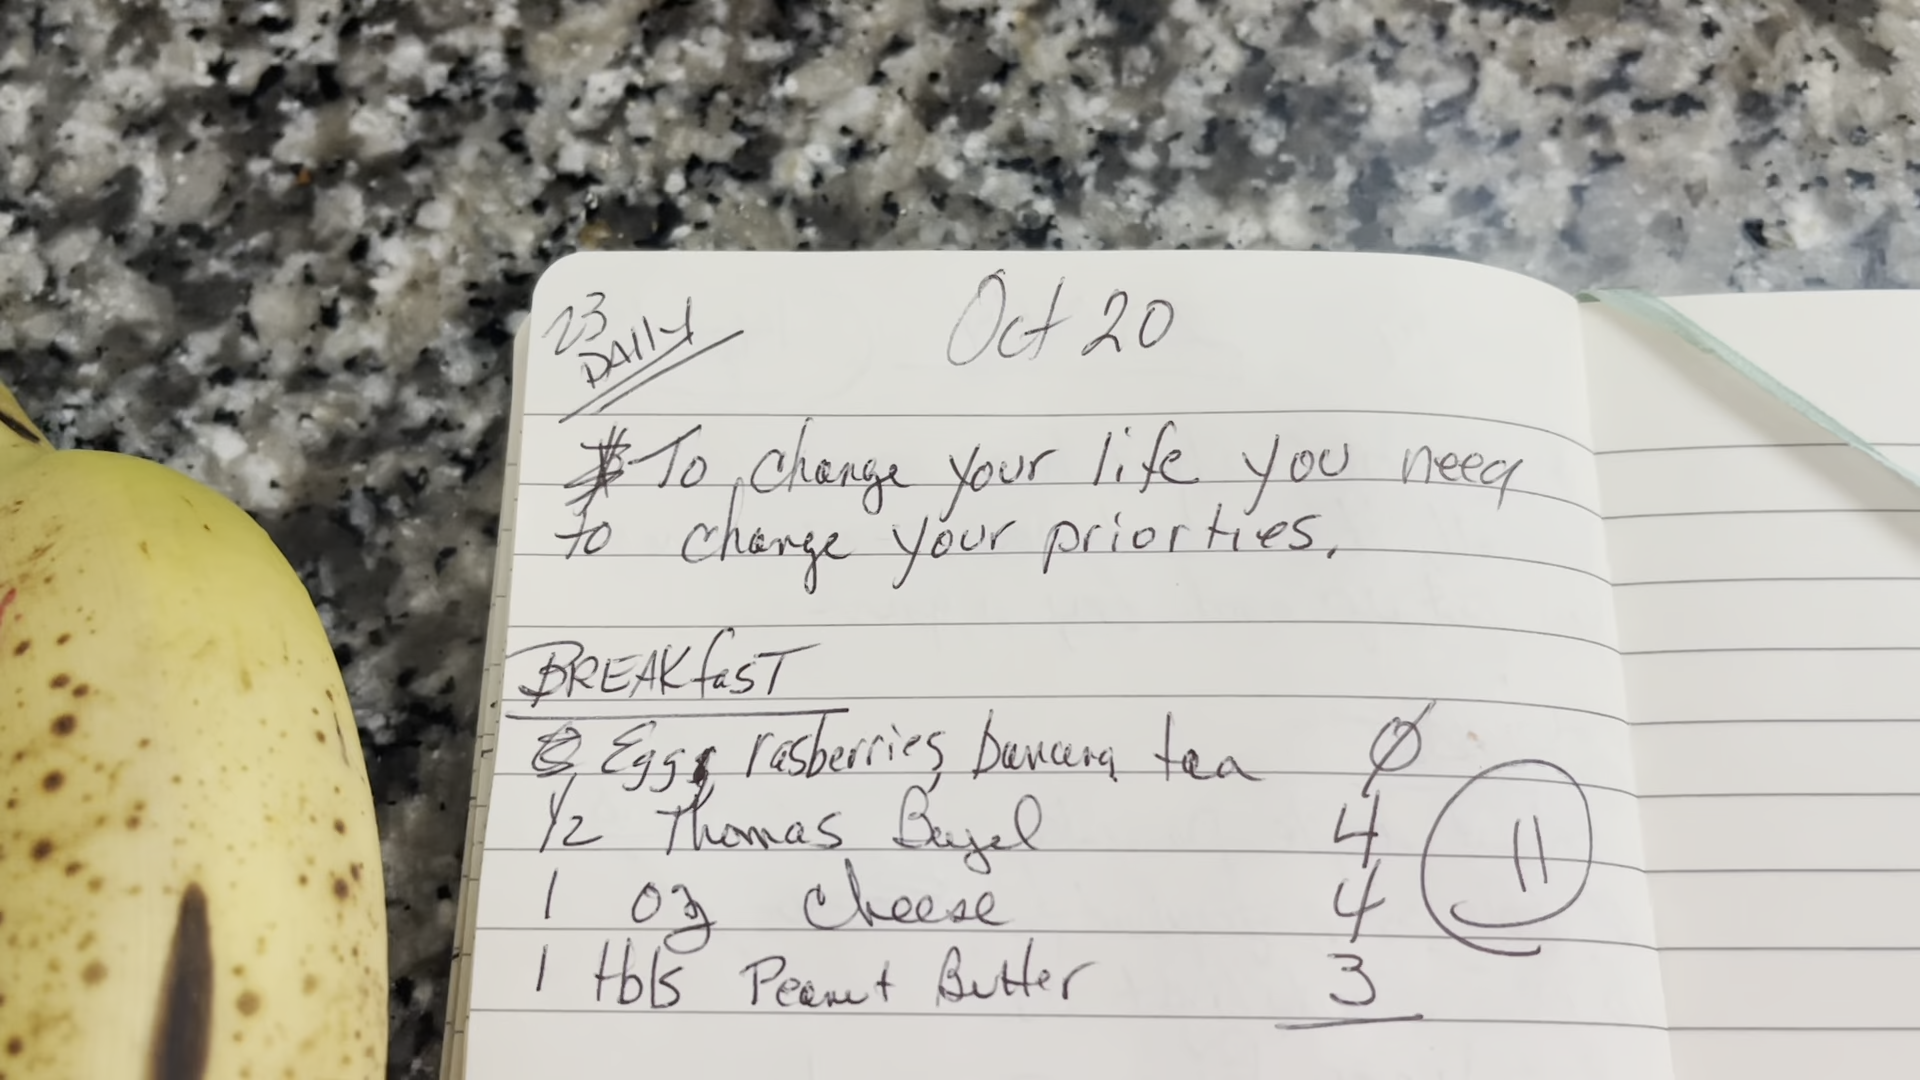 23
DAILY
Oct 20
To change your life you need
to change your priorties.
BREAKfasT
Eggs, rasberries, banana, tea Ø
1/2 Thomas Bagel 4
1 oz cheese 4
11
1 tbls Peanut Butter 3